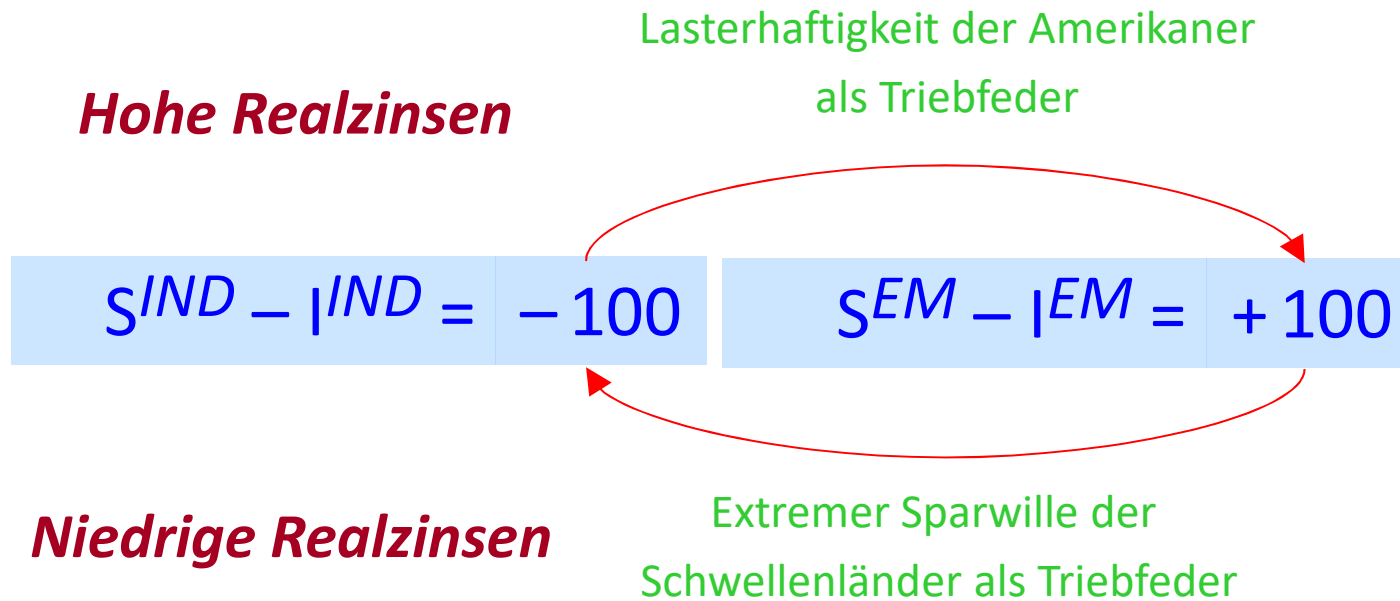 Lasterhaftigkeit der Amerikaner
als Triebfeder
Hohe Realzinsen
S^IND – I^IND = – 100
S^EM – I^EM = + 100
Extremer Sparwille der
Schwellenländer als Triebfeder
Niedrige Realzinsen